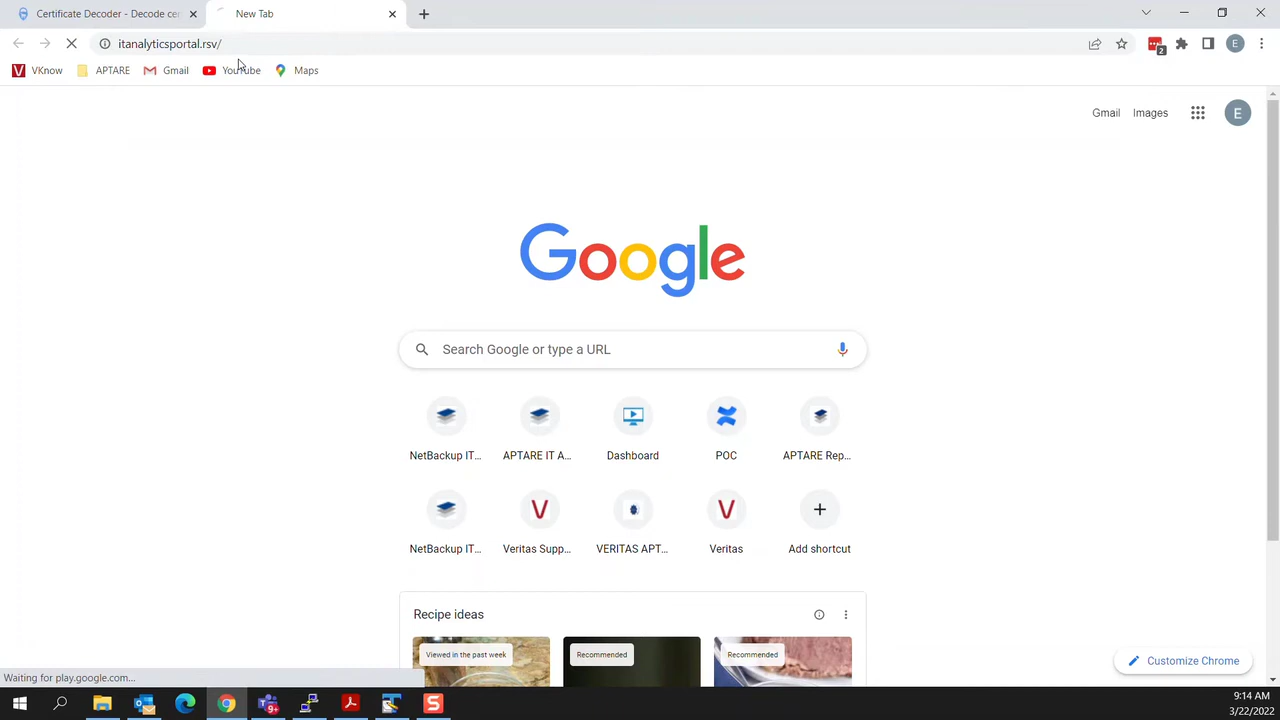 Certificate Decoder - Decode cer
New Tab
itanalyticsportal.rsv/
2
E
VKnow
APTARE
Gmail
YouTube
Maps
Gmail
Images
E
Google
Search Google or type a URL
NetBackup IT...
APTARE IT A...
Dashboard
POC
APTARE Rep...
NetBackup IT...
Veritas Supp...
VERITAS APT...
Veritas
Add shortcut
Recipe ideas
Viewed in the past week
Recommended
Recommended
Customize Chrome
Waiting for play.google.com...
9:14 AM
3/22/2022